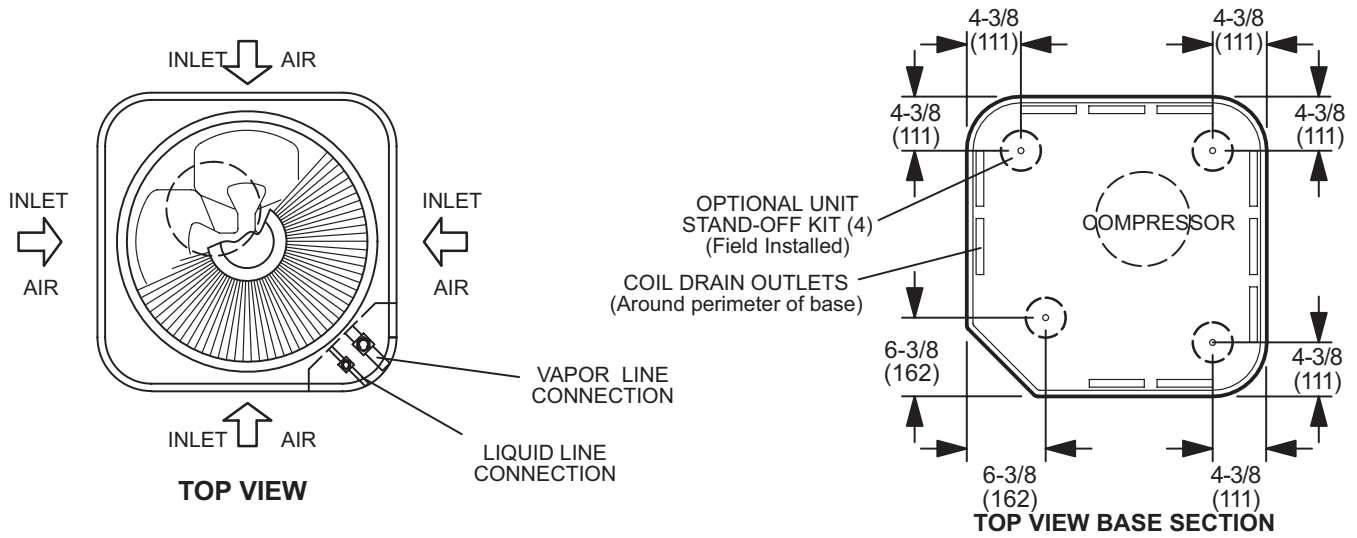 INLET AIR
INLET
AIR
INLET
AIR
INLET AIR
VAPOR LINE
CONNECTION
LIQUID LINE
CONNECTION
TOP VIEW
4-3/8
(111)
4-3/8
(111)
4-3/8
(111)
4-3/8
(111)
OPTIONAL UNIT
STAND-OFF KIT (4)
(Field Installed)
COMPRESSOR
COIL DRAIN OUTLETS
(Around perimeter of base)
6-3/8
(162)
4-3/8
(111)
6-3/8
(162)
4-3/8
(111)
TOP VIEW BASE SECTION